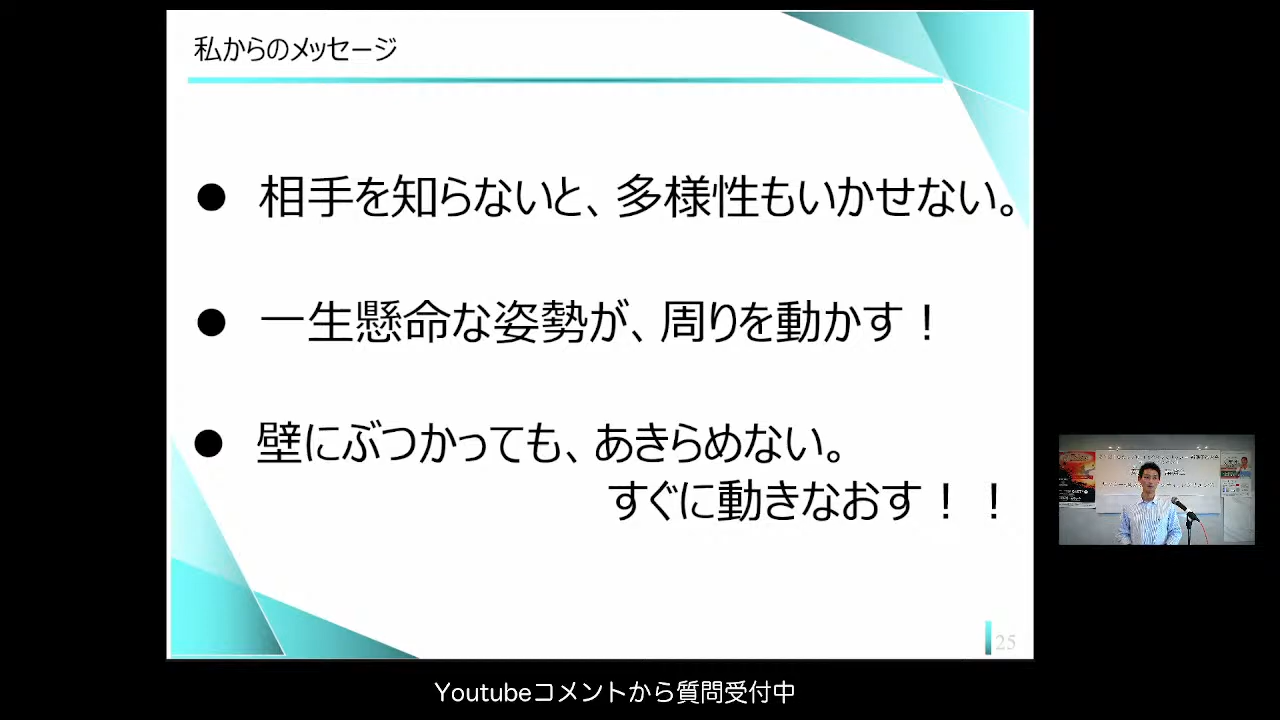 私からのメッセージ
● 相手を知らないと、多様性もいかせない。
● 一生懸命な姿勢が、周りを動かす！
● 壁にぶつかっても、あきらめない。
すぐに動きなおす！！
25
Youtubeコメントから質問受付中